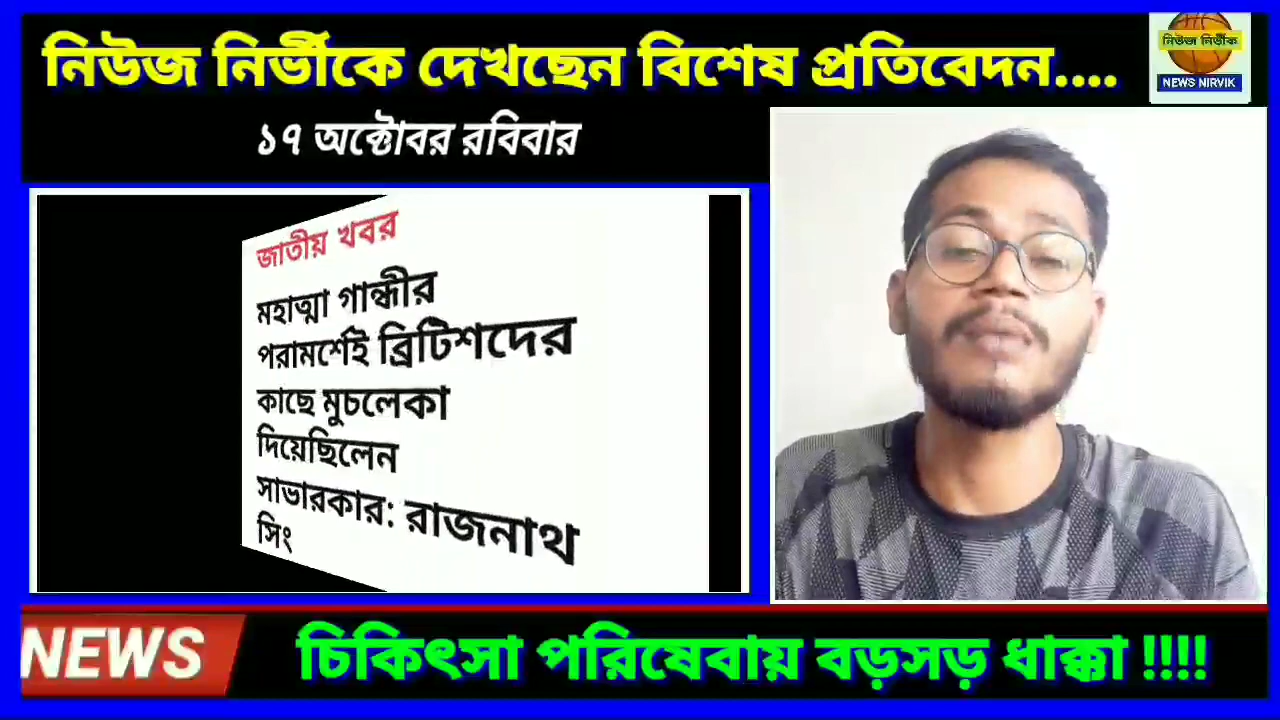 নিউজ নির্ভীকে দেখছেন বিশেষ প্রতিবেদন....
নিউজ নির্ভীক
NEWS NIRVIK
১৭ অক্টোবর রবিবার
জাতীয় খবর
মহাত্মা গান্ধীর
পরামর্শেই ব্রিটিশদের
কাছে মুচলেকা
দিয়েছিলেন
সাভারকার: রাজনাথ
সিং
NEWS
চিকিৎসা পরিষেবায় বড়সড় ধাক্কা !!!!